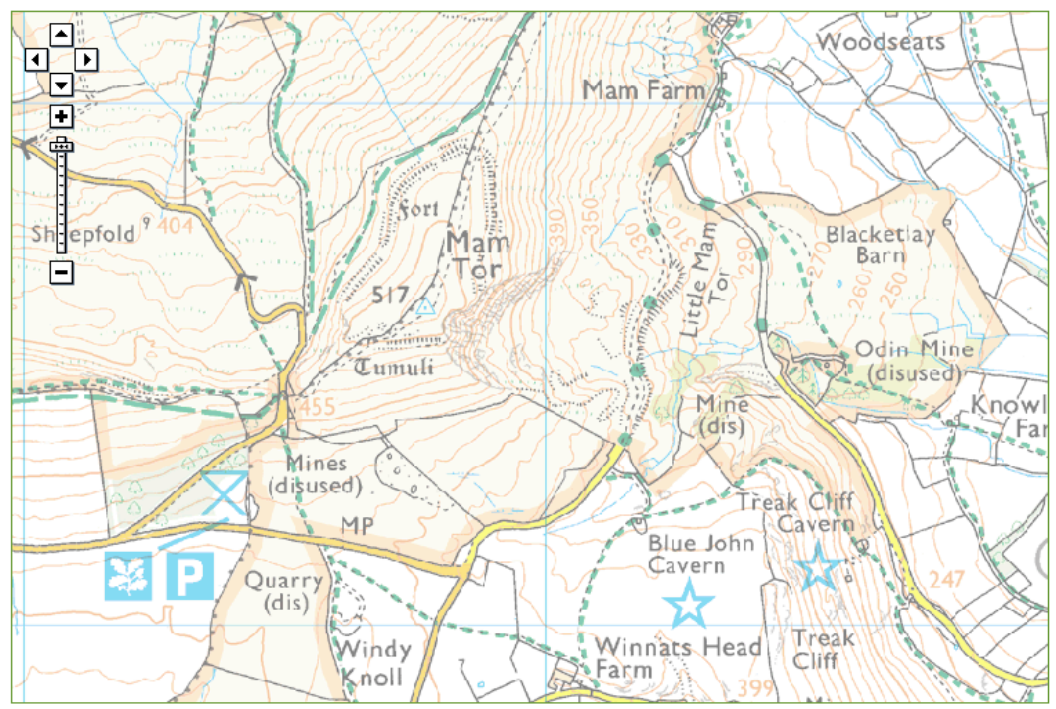 Woodseats
Mam Farm
Fort
Sheepfold
9
404
Mam
Tor
390
350
330
370
Little Mam
Tor
290
270
260
250
Blacketlay
Barn
517
Tumuli
Odin Mine
(disused)
455
Mine
(dis)
Knowl
Far
Mines
(disused)
MP
Treak Cliff
Cavern
Blue John
Cavern
P
Quarry
(dis)
247
Windy
Knoll
Winnats Head
Farm
Treak
Cliff
399